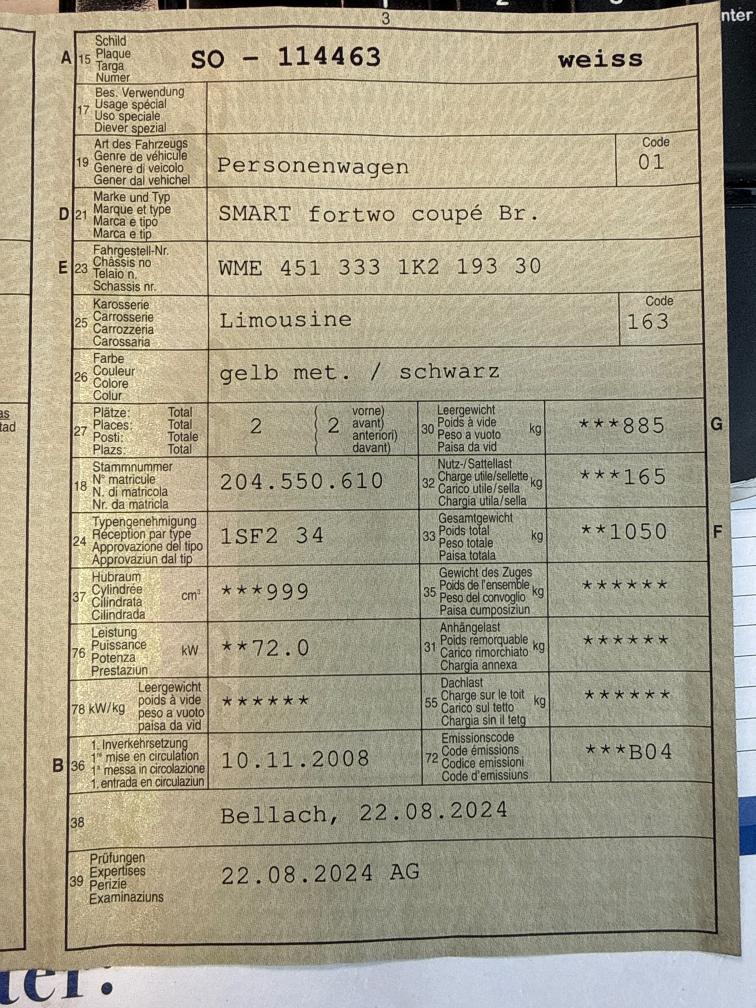 3
nter
A 15 Schild
Plaque
Targa
Numer
SO - 114463 weiss
17 Bes. Verwendung
Usage spécial
Uso speciale
Diever spezial
19 Art des Fahrzeugs
Genre de véhicule
Genere di veicolo
Gener dal vehichel
Personenwagen
Code
01
D 21 Marke und Typ
Marque et type
Marca e tipo
Marca e tip
SMART fortwo coupé Br.
E 23 Fahrgestell-Nr.
Châssis no
Telaio n.
Schassis nr.
WME 451 333 1K2 193 30
25 Karosserie
Carrosserie
Carrozzeria
Carossaria
Limousine
Code
163
26 Farbe
Couleur
Colore
Colur
gelb met. / schwarz
27 Plätze: Total
Places: Total
Posti: Totale
Plazs: Total
2 ( 2 vorne)
avant)
anteriori)
davant)
30 Leergewicht
Poids à vide
Peso a vuoto
Paisa da vid
kg
***885
G
18 Stammnummer
N° matricule
N. di matricola
Nr. da matricla
204.550.610
32 Nutz-/Sattellast
Charge utile/sellette
Carico utile/sella
Chargia utila/sella
kg
***165
24 Typengenehmigung
Réception par type
Approvazione del tipo
Approvaziun dal tip
1SF2 34
33 Gesamtgewicht
Poids total
Peso totale
Paisa totala
kg
**1050
F
37 Hubraum
Cylindrée
Cilindrata
Cilindrada
cm³
***999
35 Gewicht des Zuges
Poids de l'ensemble
Peso del convoglio
Paisa cumposiziun
kg
******
76 Leistung
Puissance
Potenza
Prestaziun
kW
**72.0
31 Anhängelast
Poids remorquable
Carico rimorchiato
Chargia annexa
kg
******
78 kW/kg Leergewicht
poids à vide
peso a vuoto
paisa da vid
******
55 Dachlast
Charge sur le toit
Carico sul tetto
Chargia sin il tetg
kg
******
B 36 1. Inverkehrsetzung
1re mise en circulation
1a messa in circolazione
1. entrada en circulaziun
10.11.2008
72 Emissionscode
Code émissions
Codice emissioni
Code d'emissiuns
***B04
38
Bellach, 22.08.2024
39 Prüfungen
Expertises
Perizie
Examinaziuns
22.08.2024 AG
as
tad